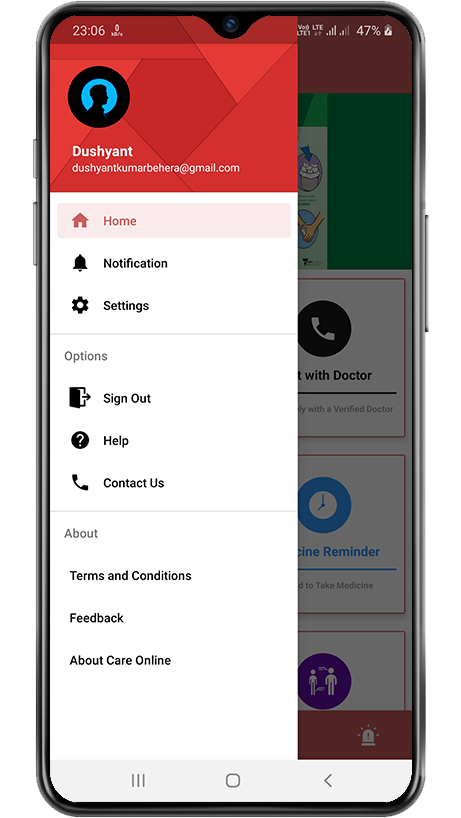 23:06 0 KB/s Vo) LTE LTE1 47%
Dushyant
dushyantkumarbehera@gmail.com
Home
Notification
Settings
Options
Sign Out
Help
Contact Us
About
Terms and Conditions
Feedback
About Care Online
t with Doctor
ly with a Verified Doctor
cine Reminder
d to Take Medicine